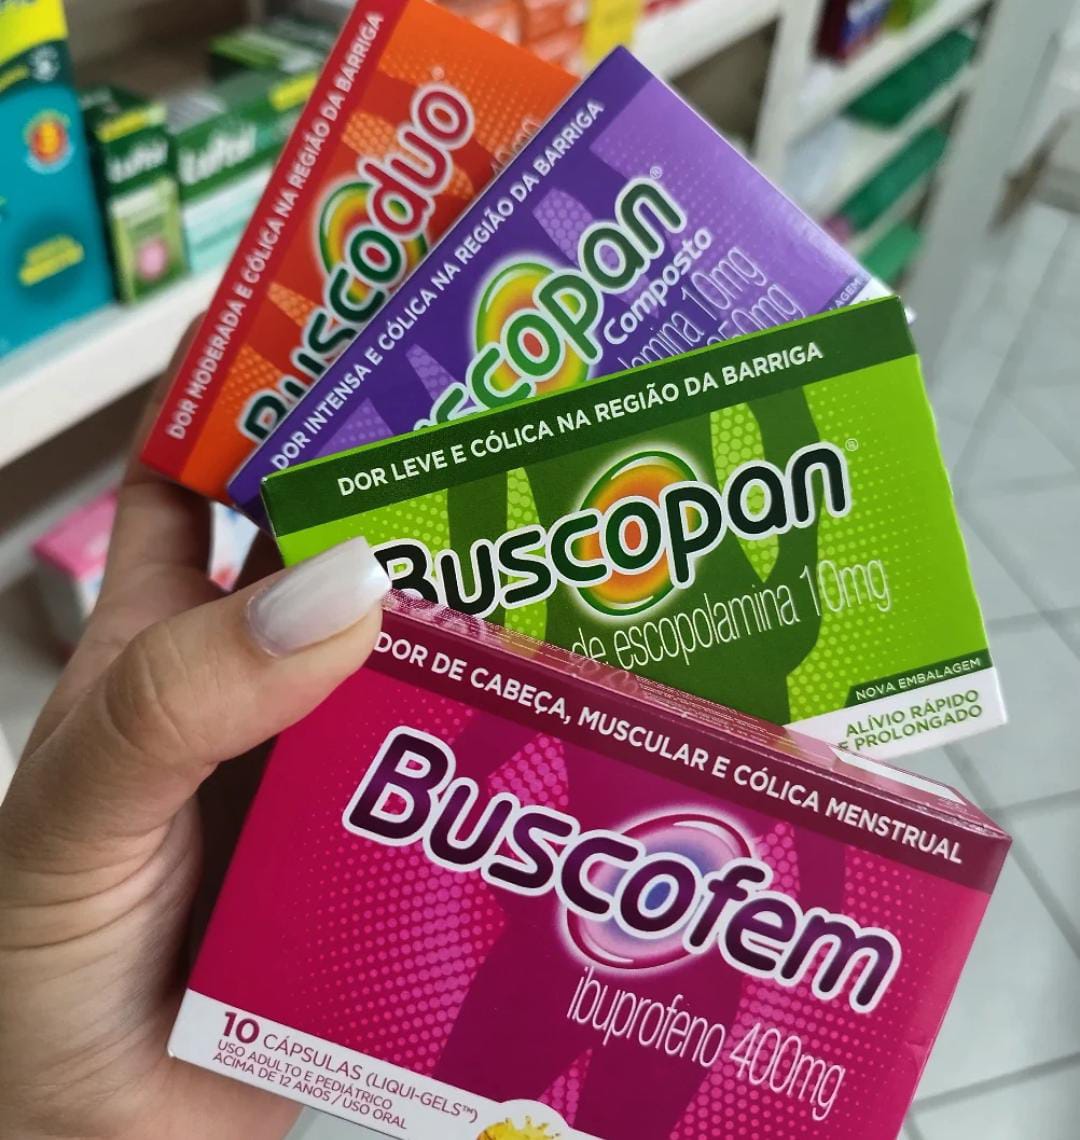 DOR MODERADA E CÓLICA NA REGIÃO DA BARRIGA
Buscoduo
DOR INTENSA E CÓLICA NA REGIÃO DA BARRIGA
Buscopan®
Composto
10mg
DOR LEVE E CÓLICA NA REGIÃO DA BARRIGA
Buscopan®
de escopolamina 10mg
NOVA EMBALAGEM
ALÍVIO RÁPIDO
E PROLONGADO
DOR DE CABEÇA, MUSCULAR E CÓLICA MENSTRUAL
Buscofem
ibuprofeno 400mg
10 CÁPSULAS (LIQUI-GELS™)
USO ADULTO E PEDIÁTRICO
ACIMA DE 12 ANOS / USO ORAL